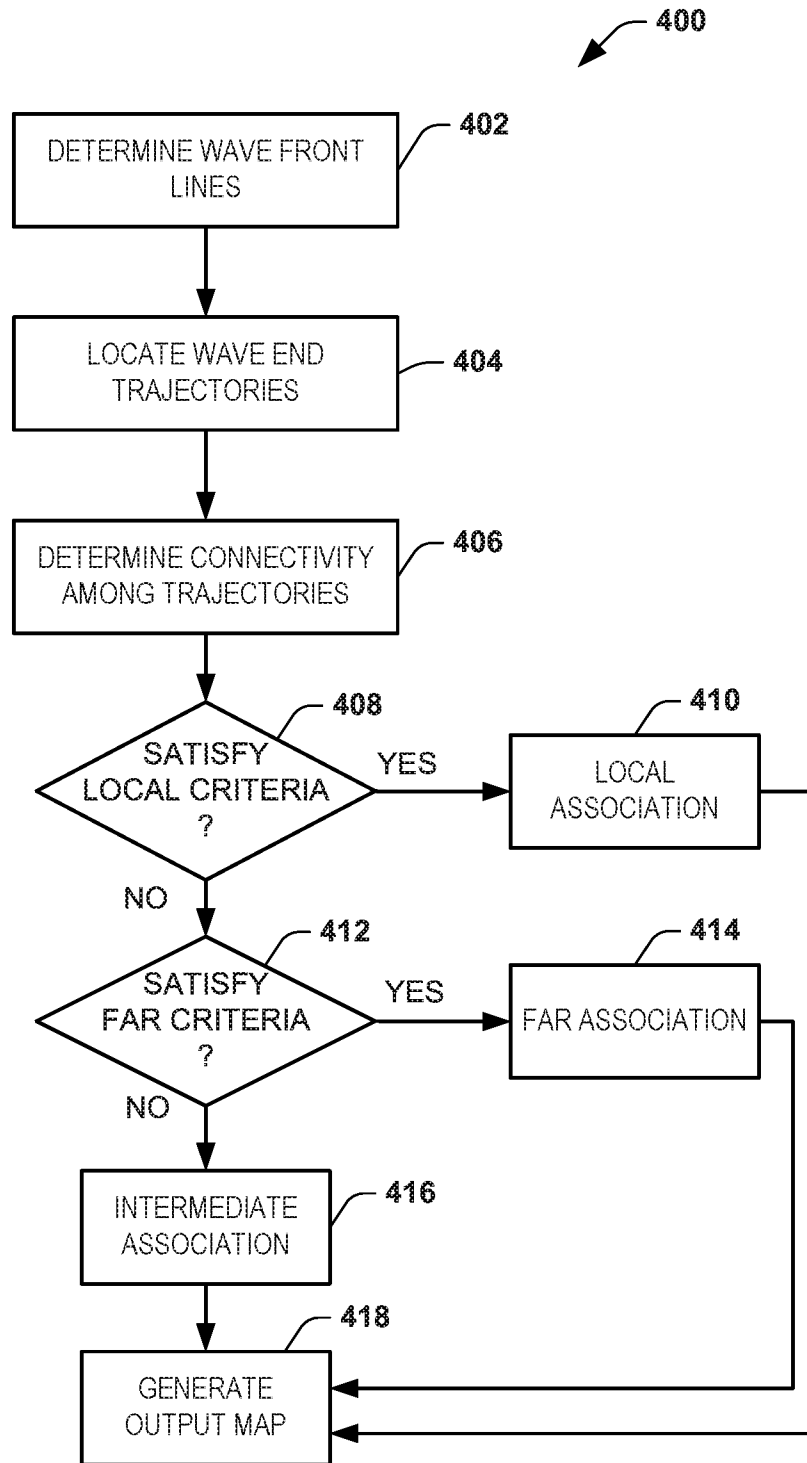 400
DETERMINE WAVE FRONT
LINES
402
LOCATE WAVE END
TRAJECTORIES
404
DETERMINE CONNECTIVITY
AMONG TRAJECTORIES
406
SATISFY
LOCAL CRITERIA
?
408
YES
LOCAL
ASSOCIATION
410
NO
SATISFY
FAR CRITERIA
?
412
YES
FAR ASSOCIATION
414
NO
INTERMEDIATE
ASSOCIATION
416
GENERATE
OUTPUT MAP
418